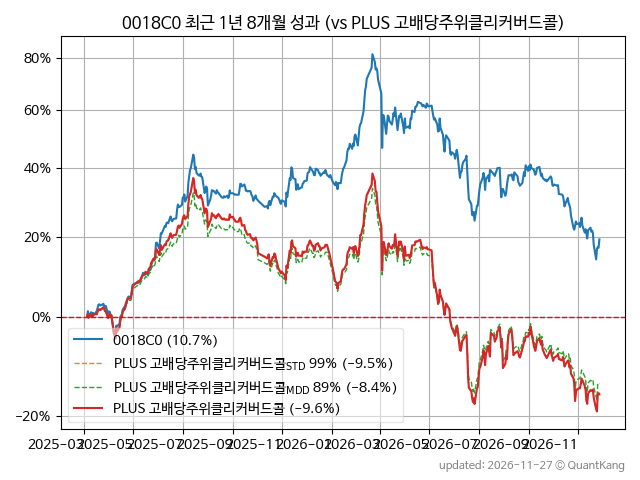 0018C0 최근 1년 8개월 성과 (vs PLUS 고배당주위클리커버드콜)
80%
60%
40%
20%
0%
−20%
0018C0 (10.7%)
PLUS 고배당주위클리커버드콜STD 99% (−9.5%)
PLUS 고배당주위클리커버드콜MDD 89% (−8.4%)
PLUS 고배당주위클리커버드콜 (−9.6%)
2025-03 2025-05 2025-07 2025-09 2025-11 2026-01 2026-03 2026-05 2026-07 2026-09 2026-11
updated: 2026-11-27 © QuantKang